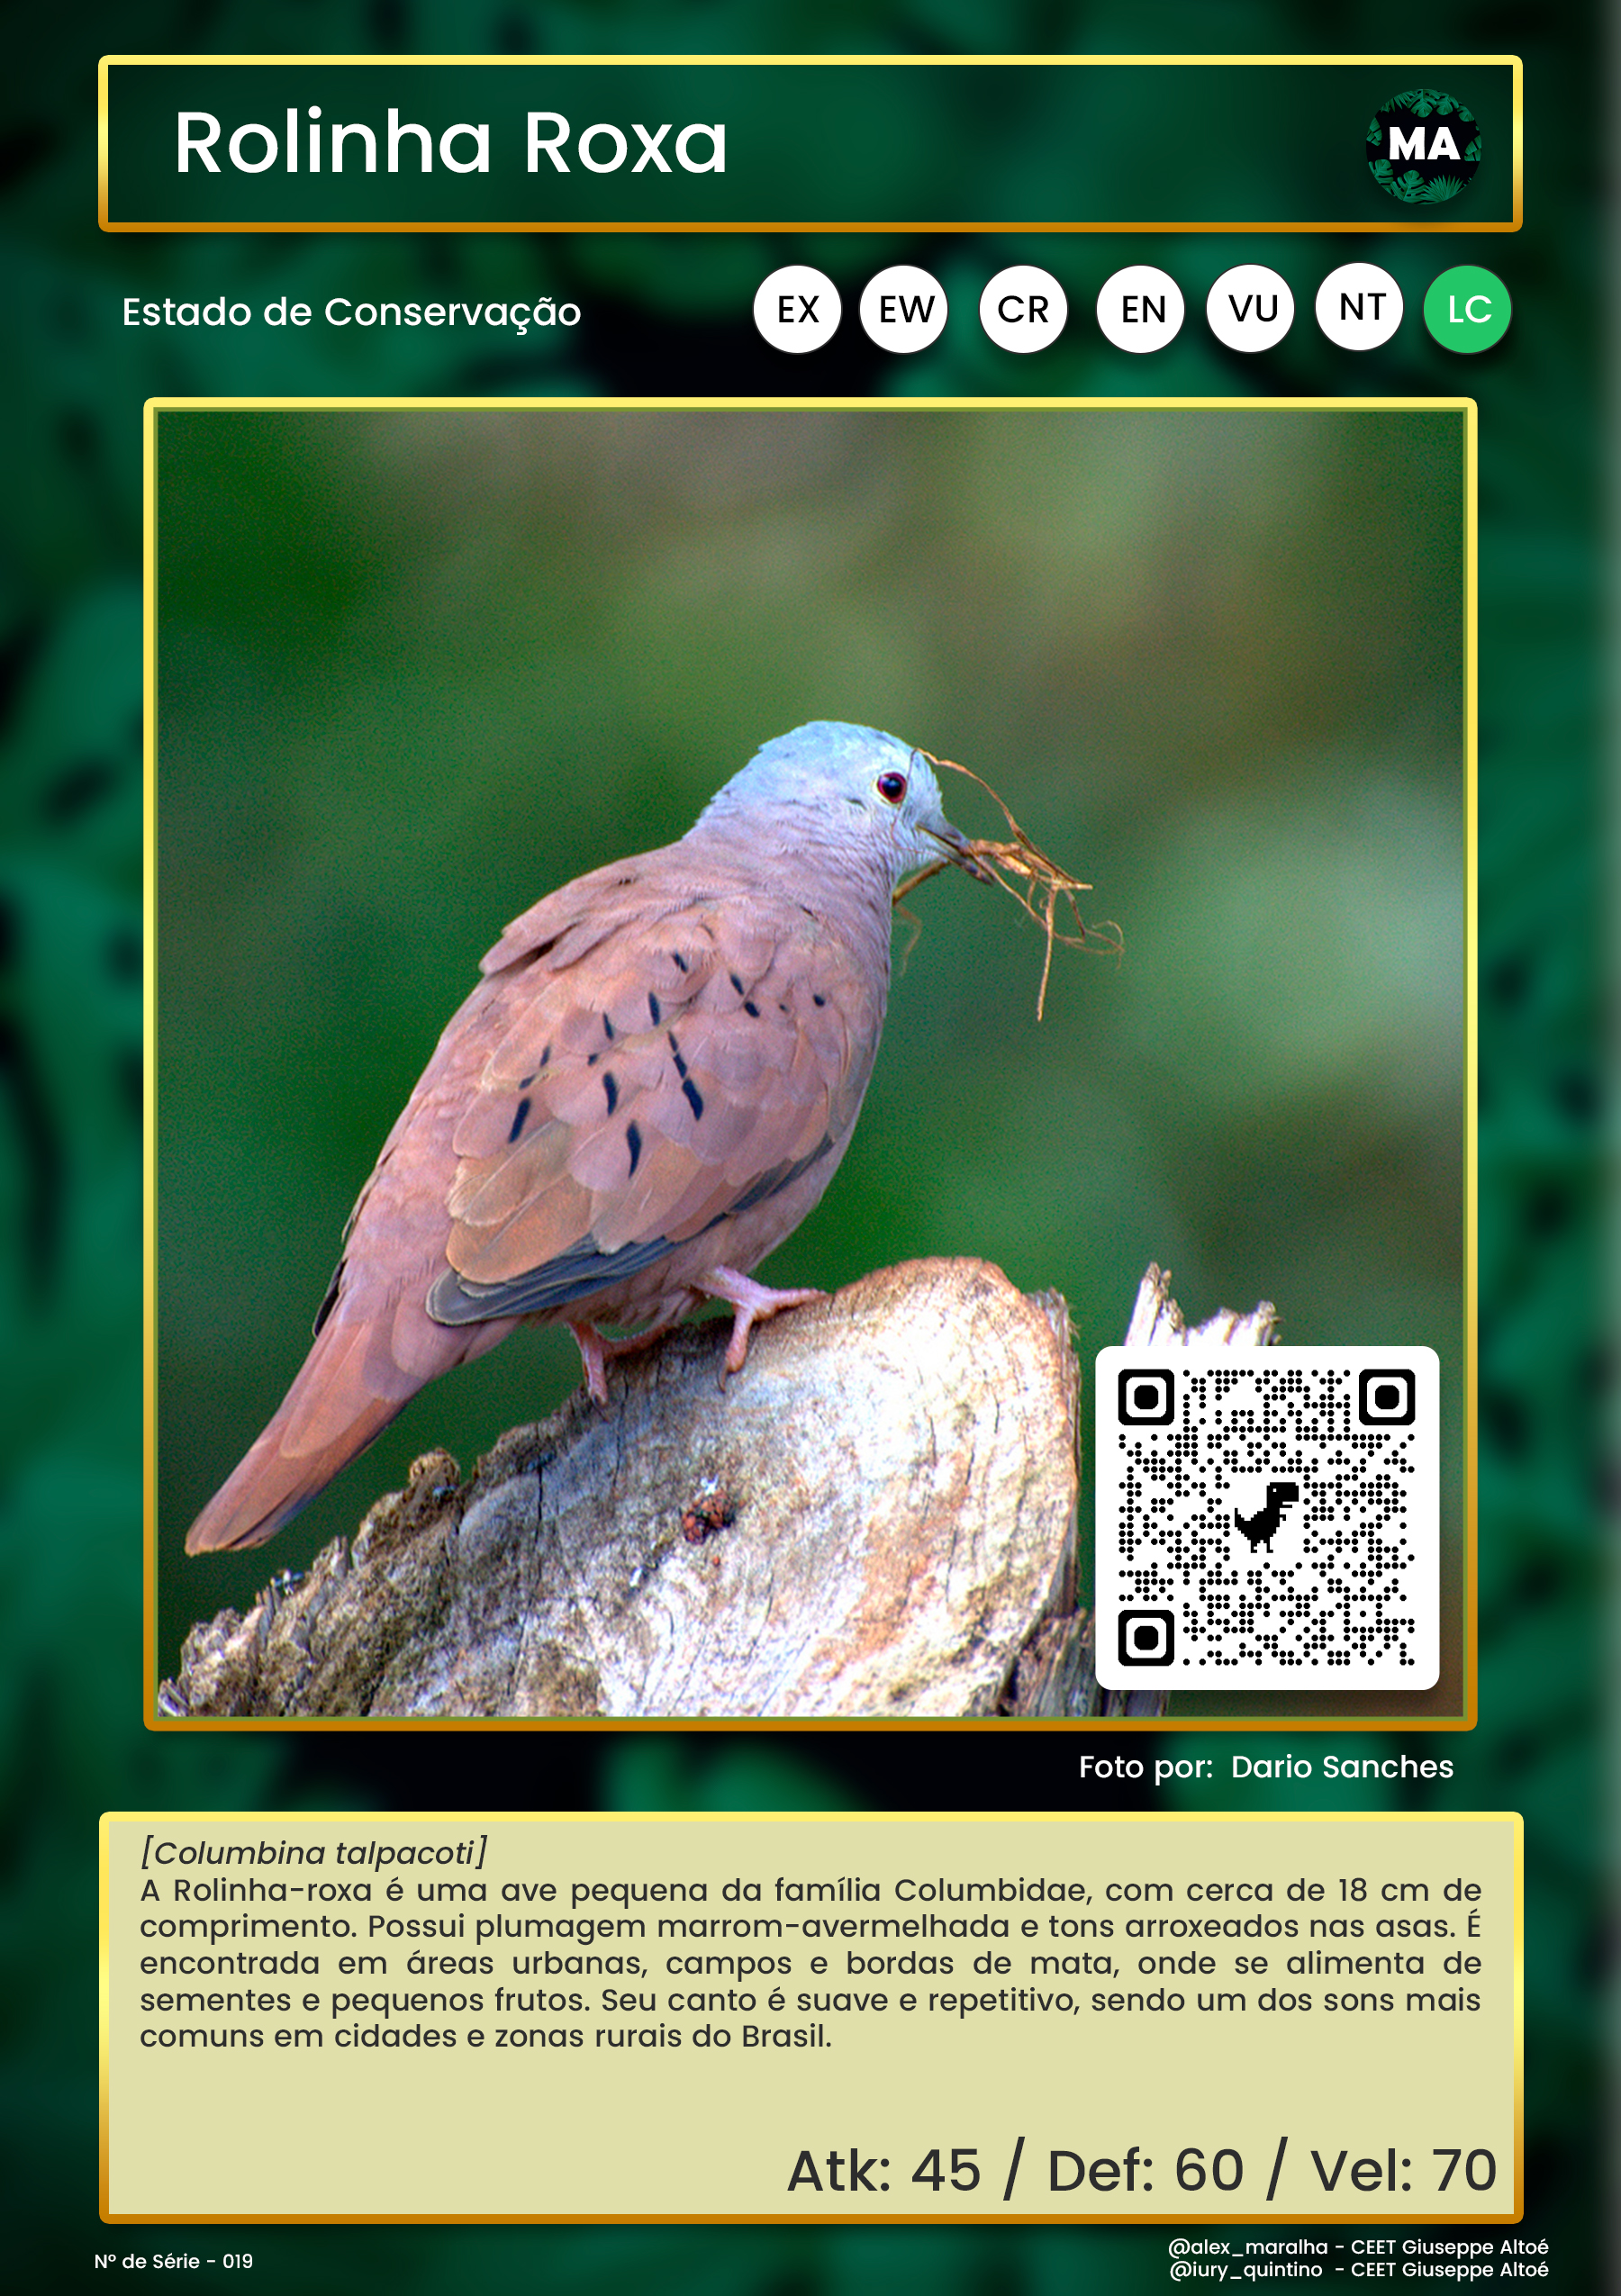 Rolinha Roxa
MA
Estado de Conservação
EX EW CR EN VU NT LC
Foto por: Dario Sanches
[Columbina talpacoti]
A Rolinha-roxa é uma ave pequena da família Columbidae, com cerca de 18 cm de
comprimento. Possui plumagem marrom-avermelhada e tons arroxeados nas asas. É
encontrada em áreas urbanas, campos e bordas de mata, onde se alimenta de
sementes e pequenos frutos. Seu canto é suave e repetitivo, sendo um dos sons mais
comuns em cidades e zonas rurais do Brasil.
Atk: 45 / Def: 60 / Vel: 70
Nº de Série - 019
@alex_maralha - CEET Giuseppe Altoé
@iury_quintino - CEET Giuseppe Altoé